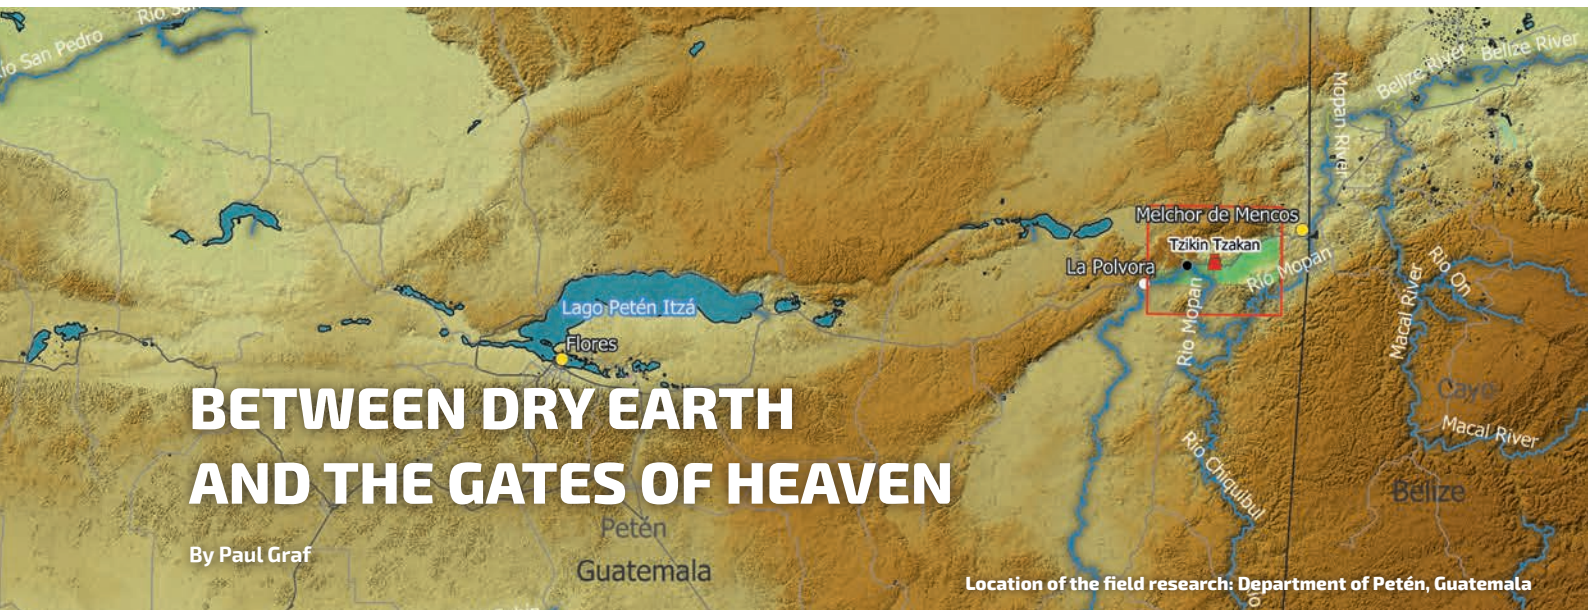 Río San
Río San Pedro
Belize River
Belize River
Mopan River
Melchor de Mencos
Tzikin Tzakan
La Polvora
Río Mopan
Río Mopan
Río On
Macal River
Lago Petén Itzá
Flores
BETWEEN DRY EARTH
AND THE GATES OF HEAVEN
Cayo
Macal River
Río Chiquibul
Belize
Petén
By Paul Graf
Guatemala
Location of the field research: Department of Petén, Guatemala